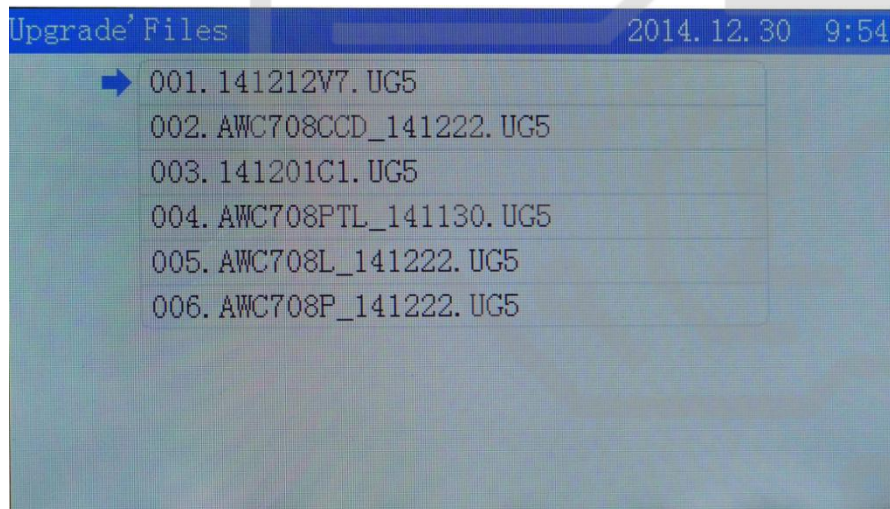 Upgrade' Files 2014.12.30 9:54
001.141212V7.UG5
002.AWC708CCD_141222.UG5
003.141201C1.UG5
004.AWC708PTL_141130.UG5
005.AWC708L_141222.UG5
006.AWC708P_141222.UG5